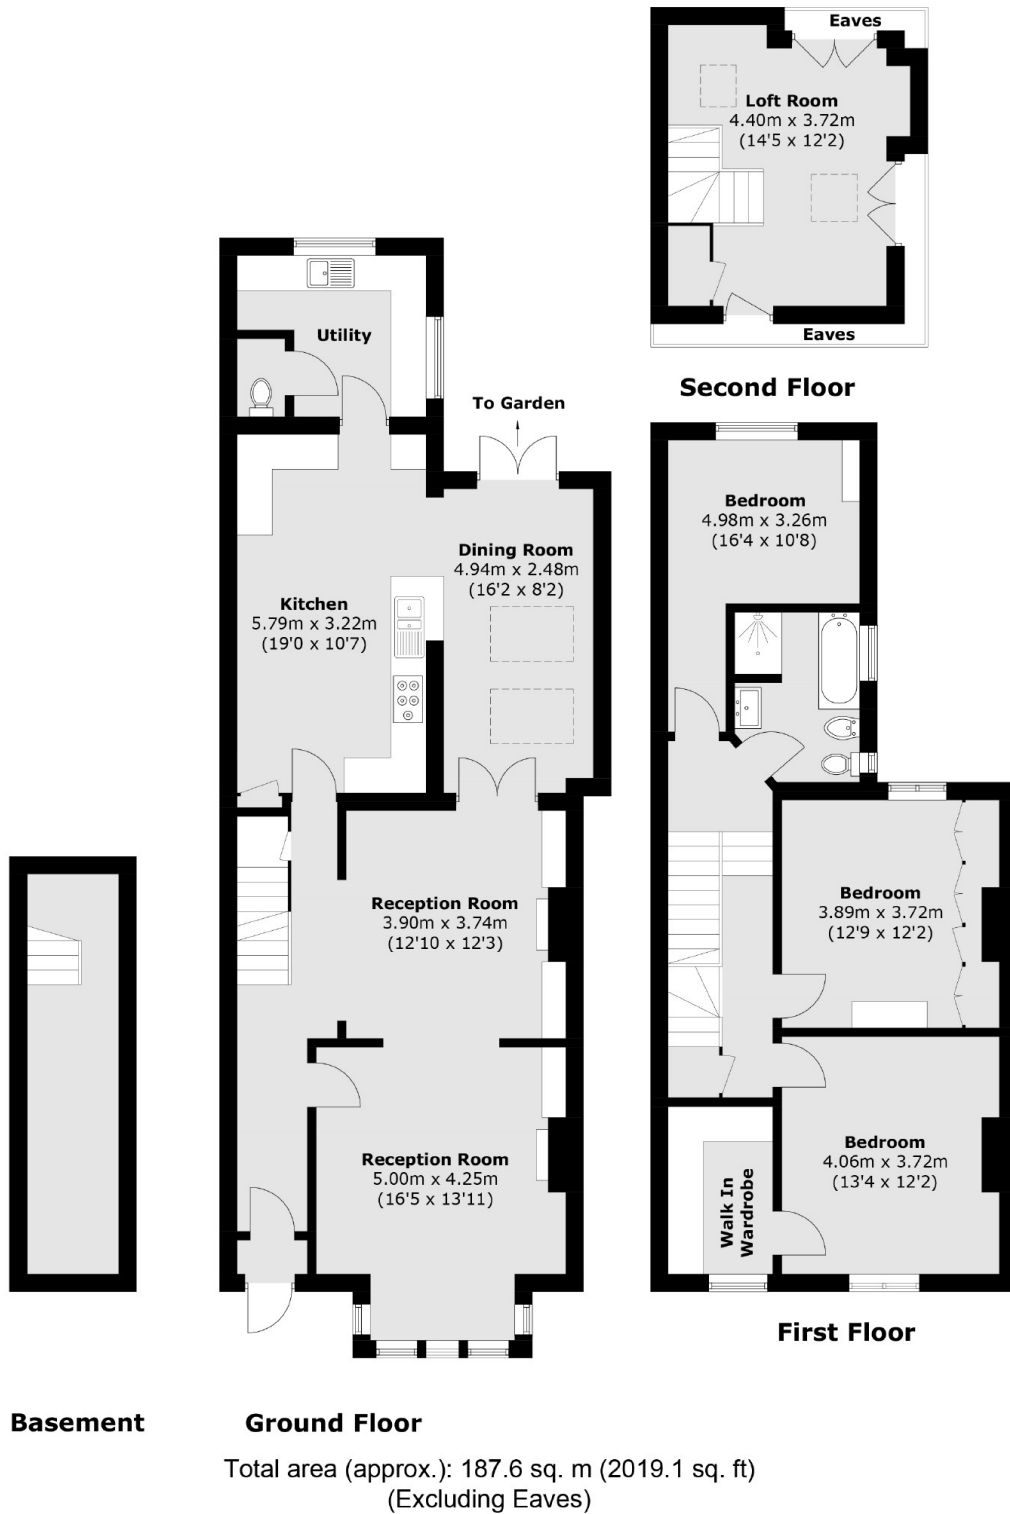 Eaves
Loft Room
4.40m x 3.72m
(14'5 x 12'2)
Eaves
Second Floor
Utility
To Garden
Dining Room
4.94m x 2.48m
(16'2 x 8'2)
Kitchen
5.79m x 3.22m
(19'0 x 10'7)
Reception Room
3.90m x 3.74m
(12'10 x 12'3)
Reception Room
5.00m x 4.25m
(16'5 x 13'11)
Bedroom
4.98m x 3.26m
(16'4 x 10'8)
Bedroom
3.89m x 3.72m
(12'9 x 12'2)
Bedroom
4.06m x 3.72m
(13'4 x 12'2)
Walk In
Wardrobe
First Floor
Basement
Ground Floor
Total area (approx.): 187.6 sq. m (2019.1 sq. ft)
(Excluding Eaves)